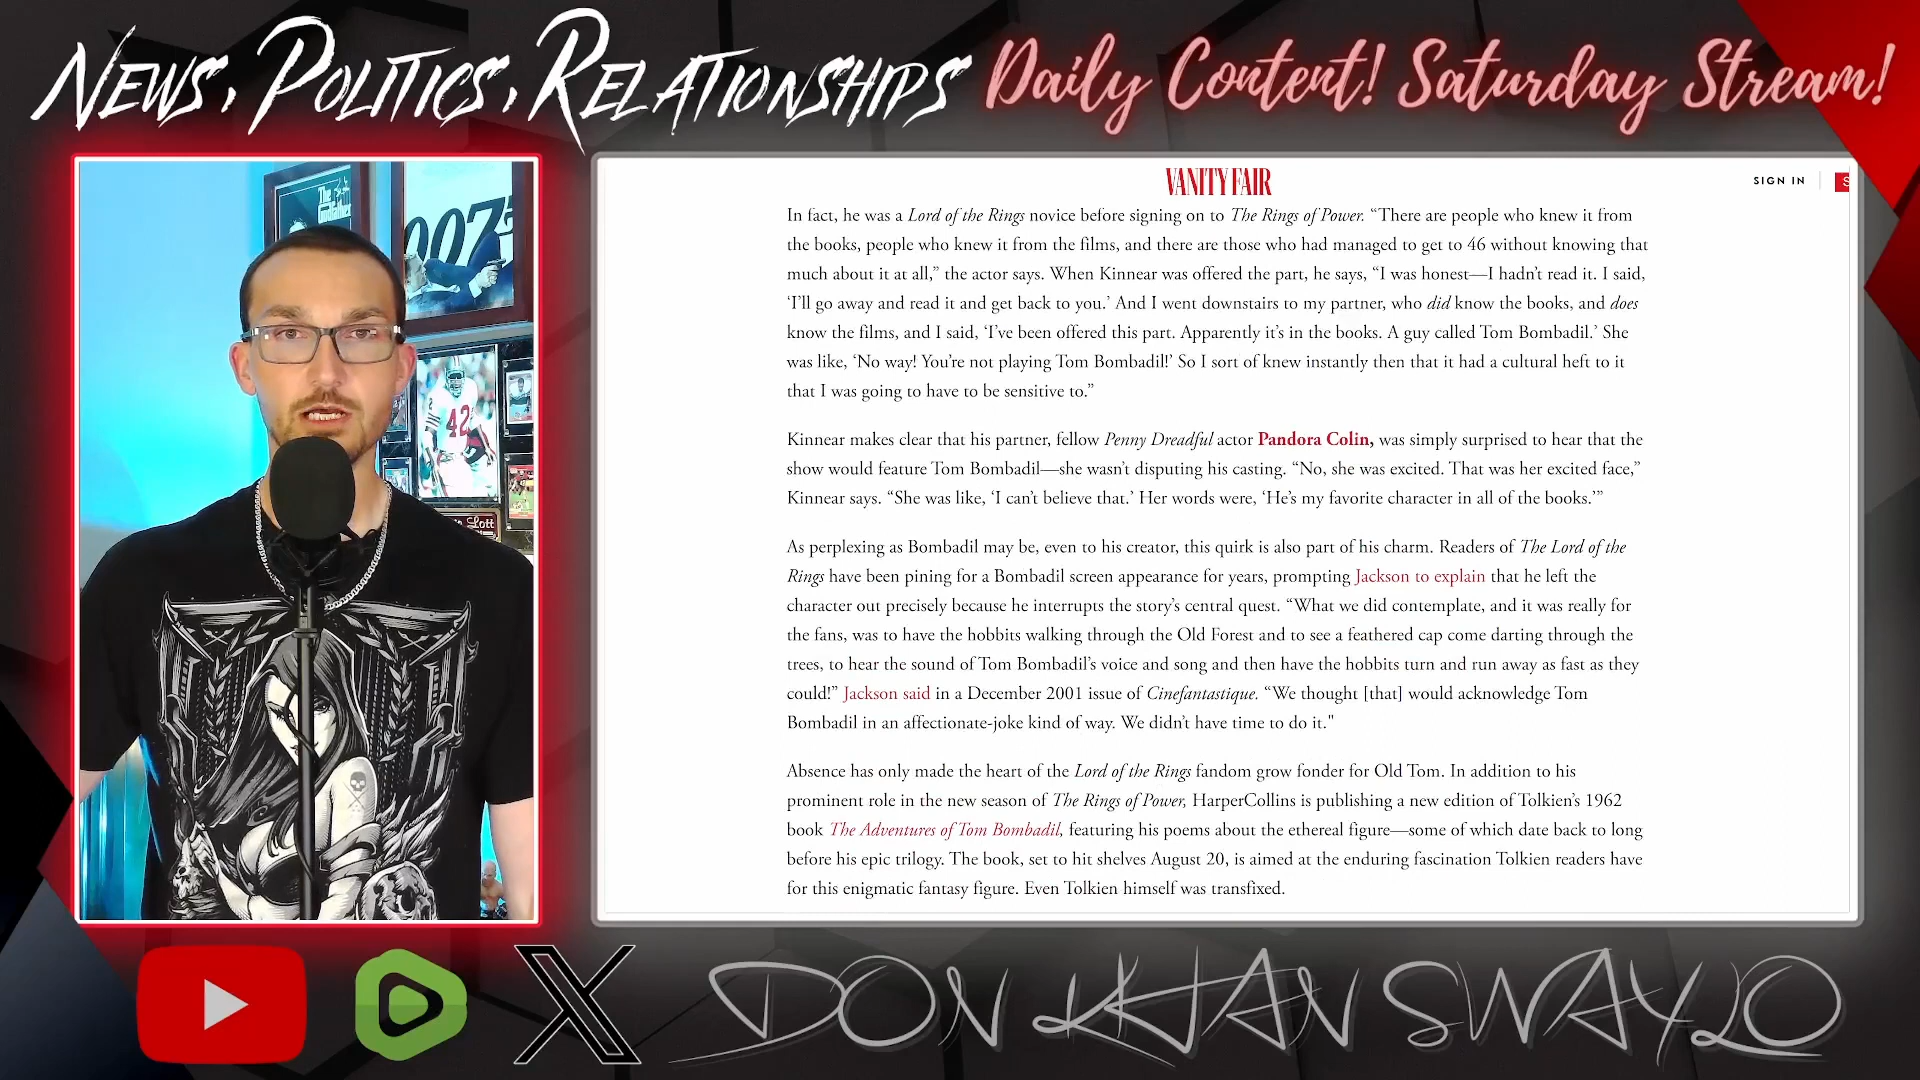 NEWS, POLITICS, RELATIONSHIPS Daily Content! Saturday Stream!
The Godfather
007
42
Lott
VANITY FAIR
SIGN IN
S
In fact, he was a Lord of the Rings novice before signing on to The Rings of Power. “There are people who knew it from
the books, people who knew it from the films, and there are those who had managed to get to 46 without knowing that
much about it at all,” the actor says. When Kinnear was offered the part, he says, “I was honest—I hadn’t read it. I said,
‘I’ll go away and read it and get back to you.’ And I went downstairs to my partner, who did know the books, and does
know the films, and I said, ‘I’ve been offered this part. Apparently it’s in the books. A guy called Tom Bombadil.’ She
was like, ‘No way! You’re not playing Tom Bombadil!’ So I sort of knew instantly then that it had a cultural heft to it
that I was going to have to be sensitive to.”
Kinnear makes clear that his partner, fellow Penny Dreadful actor Pandora Colin, was simply surprised to hear that the
show would feature Tom Bombadil—she wasn’t disputing his casting. “No, she was excited. That was her excited face,”
Kinnear says. “She was like, ‘I can’t believe that.’ Her words were, ‘He’s my favorite character in all of the books.’”
As perplexing as Bombadil may be, even to his creator, this quirk is also part of his charm. Readers of The Lord of the
Rings have been pining for a Bombadil screen appearance for years, prompting Jackson to explain that he left the
character out precisely because he interrupts the story’s central quest. “What we did contemplate, and it was really for
the fans, was to have the hobbits walking through the Old Forest and to see a feathered cap come darting through the
trees, to hear the sound of Tom Bombadil’s voice and song and then have the hobbits turn and run away as fast as they
could!” Jackson said in a December 2001 issue of Cinefantastique. “We thought [that] would acknowledge Tom
Bombadil in an affectionate-joke kind of way. We didn’t have time to do it."
Absence has only made the heart of the Lord of the Rings fandom grow fonder for Old Tom. In addition to his
prominent role in the new season of The Rings of Power, HarperCollins is publishing a new edition of Tolkien’s 1962
book The Adventures of Tom Bombadil, featuring his poems about the ethereal figure—some of which date back to long
before his epic trilogy. The book, set to hit shelves August 20, is aimed at the enduring fascination Tolkien readers have
for this enigmatic fantasy figure. Even Tolkien himself was transfixed.
DON KHAN SWAYLO